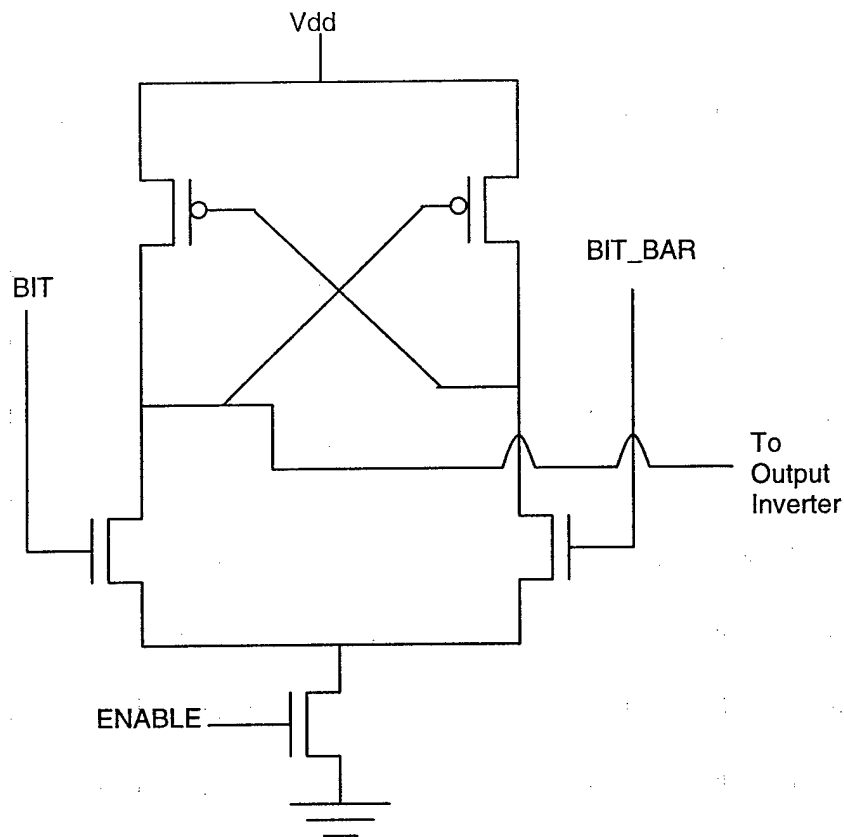 Vdd
BIT
BIT_BAR
To
Output
Inverter
ENABLE